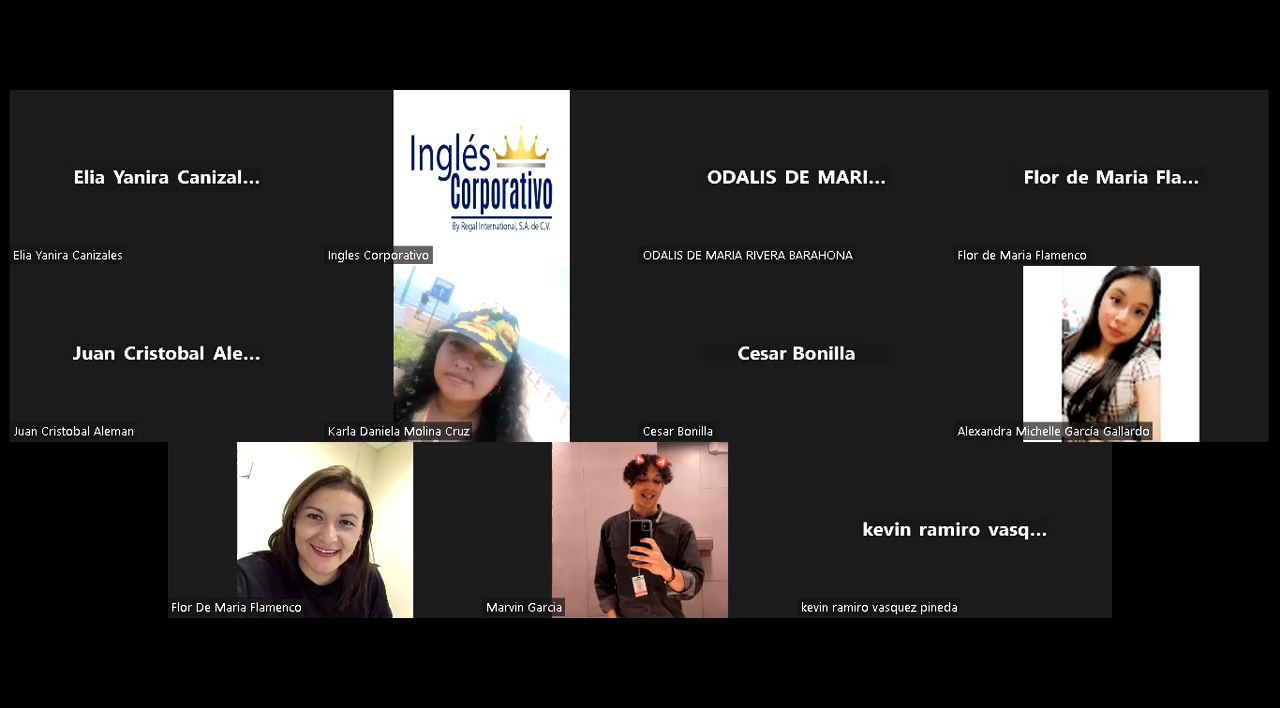 Elia Yanira Canizal...
Elia Yanira Canizales
Inglés
Corporativo
By Regal International, S.A. de C.V.
Ingles Corporativo
ODALIS DE MARI...
ODALIS DE MARIA RIVERA BARAHONA
Flor de Maria Fla...
Flor de Maria Flamenco
Juan Cristobal Ale...
Juan Cristobal Aleman
Karla Daniela Molina Cruz
Cesar Bonilla
Cesar Bonilla
Alexandra Michelle García Gallardo
Flor De Maria Flamenco
Marvin Garcia
kevin ramiro vasq...
kevin ramiro vasquez pineda